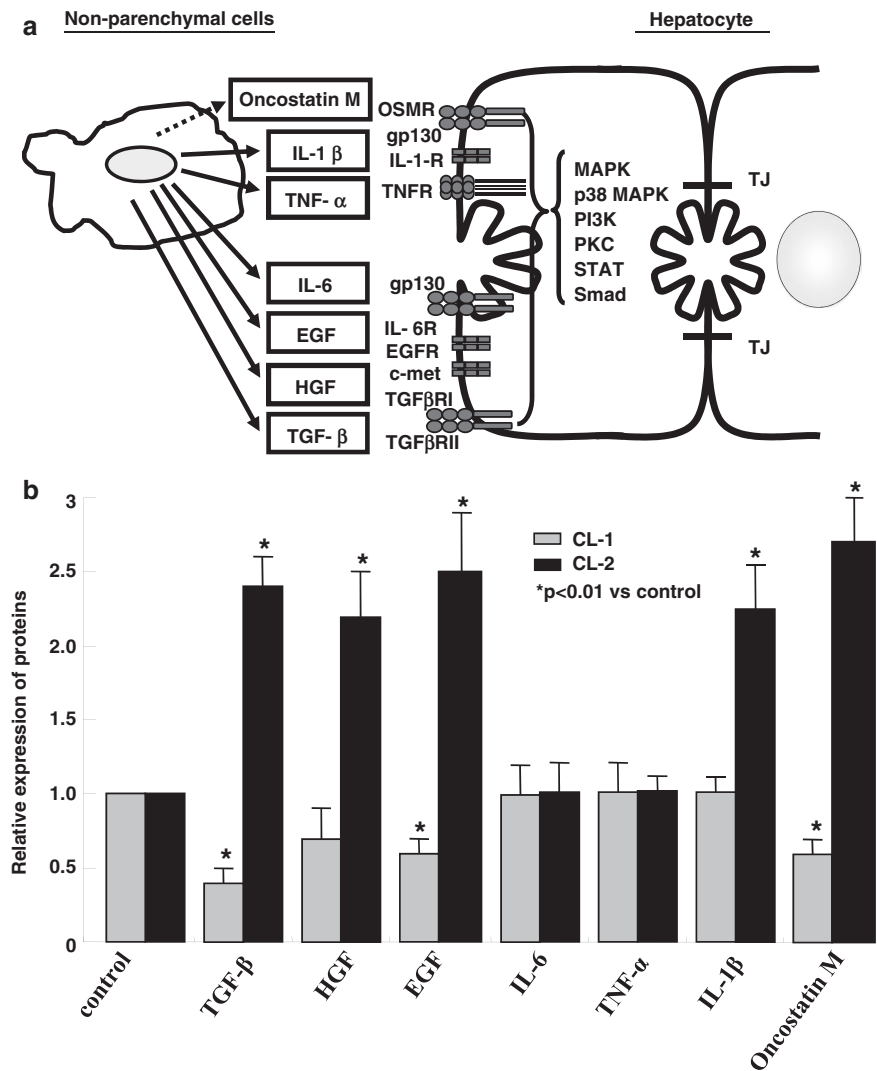 a
Non-parenchymal cells
Hepatocyte
Oncostatin M
IL-1 β
TNF- α
IL-6
EGF
HGF
TGF- β
OSMR
gp130
IL-1-R
TNFR
gp130
IL- 6R
EGFR
c-met
TGFβRI
TGFβRII
MAPK
p38 MAPK
PI3K
PKC
STAT
Smad
TJ
TJ
b
Relative expression of proteins
3
2.5
2.0
1.5
1.0
0.5
0
CL-1
CL-2
*p<0.01 vs control
*
*
*
*
*
*
*
*
control
TGF-β
HGF
EGF
IL-6
TNF-α
IL-1β
Oncostatin M